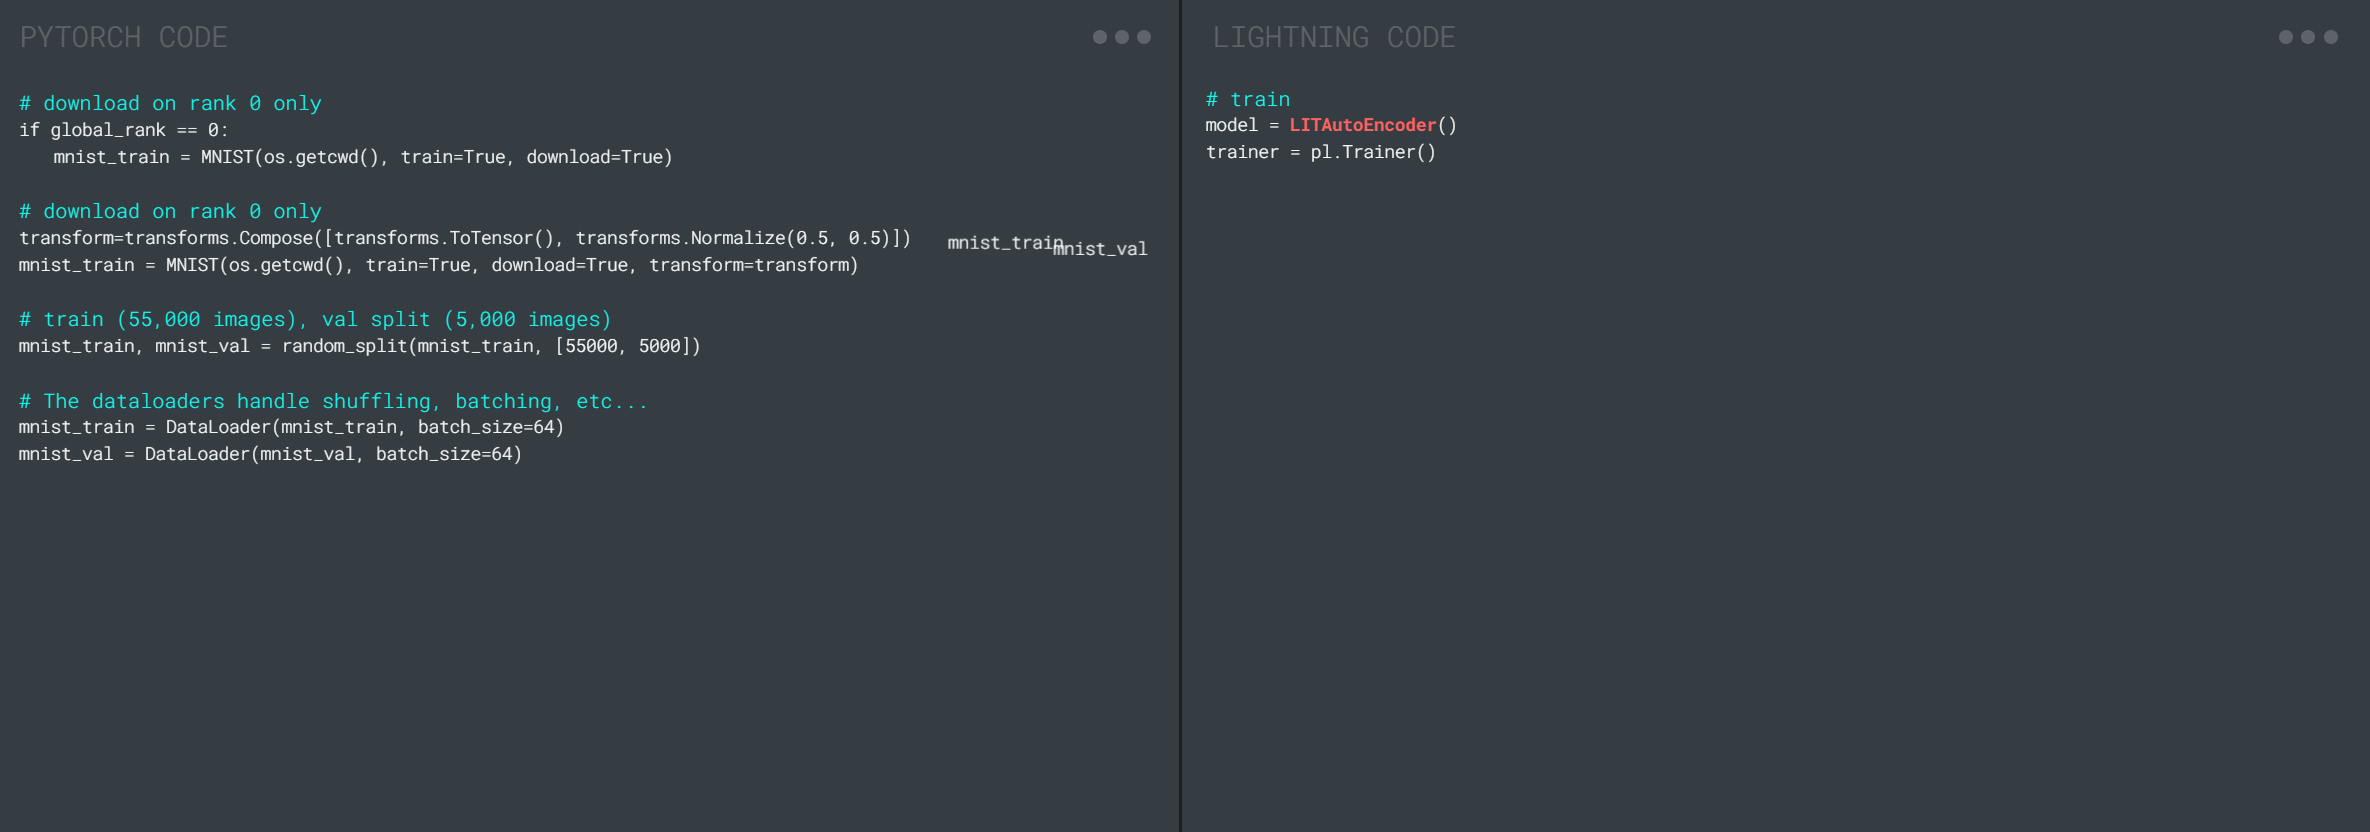 PYTORCH CODE
# download on rank 0 only
if global_rank == 0:
mnist_train = MNIST(os.getcwd(), train=True, download=True)
# download on rank 0 only
transform=transforms.Compose([transforms.ToTensor(), transforms.Normalize(0.5, 0.5)])
mnist_train = MNIST(os.getcwd(), train=True, download=True, transform=transform)
mnist_train
mnist_val
# train (55,000 images), val split (5,000 images)
mnist_train, mnist_val = random_split(mnist_train, [55000, 5000])
# The dataloaders handle shuffling, batching, etc...
mnist_train = DataLoader(mnist_train, batch_size=64)
mnist_val = DataLoader(mnist_val, batch_size=64)
LIGHTNING CODE
# train
model = LITAutoEncoder()
trainer = pl.Trainer()